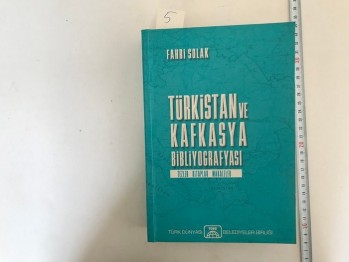 5
FAHRI SOLAK
TÜRKİSTAN VE
KAFKASYA
BİBLİYOGRAFYASI
TEZLER KİTAPLAR MAKALELER
TÜRK DÜNYASI
BELEDİYELER BİRLİĞİ